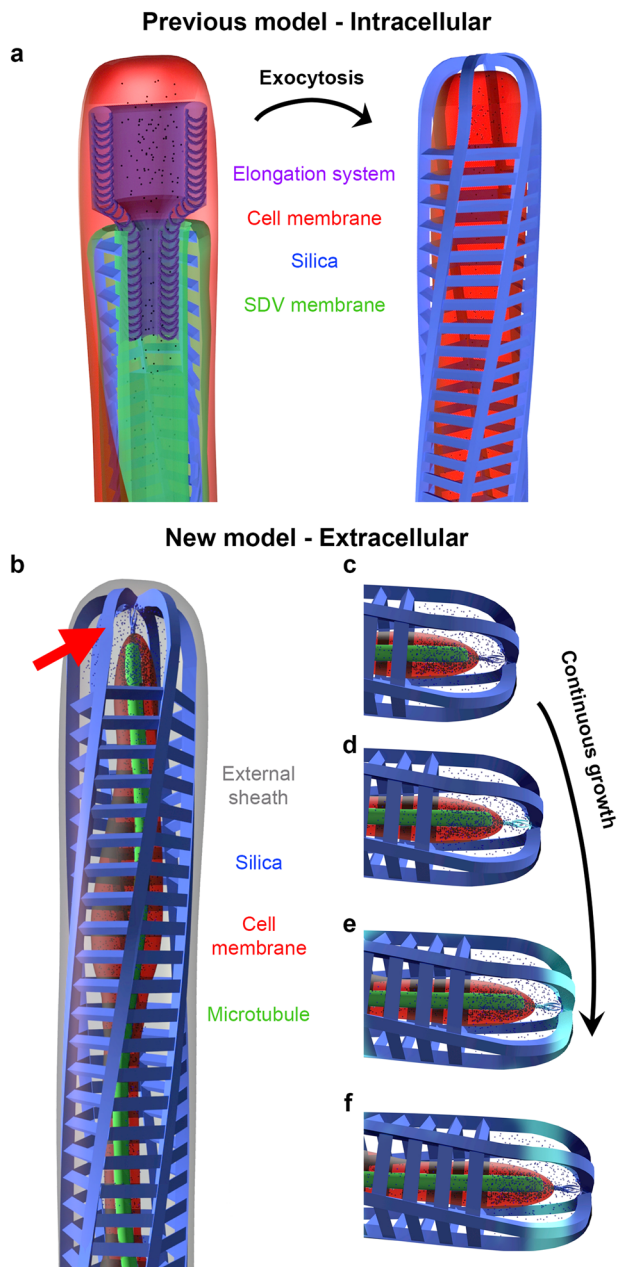 Previous model - Intracellular
a
Exocytosis
Elongation system
Cell membrane
Silica
SDV membrane
New model - Extracellular
b
c
Continuous growth
d
External
sheath
Silica
Cell
membrane
e
Microtubule
f